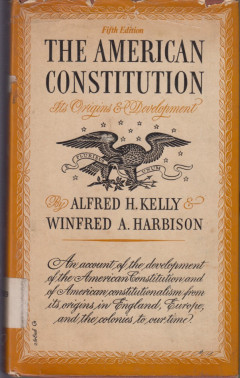 Fifth Edition
THE AMERICAN
CONSTITUTION
Its Origins & Development
E PLURIBUS UNUM
By ALFRED H. KELLY &
WINFRED A. HARBISON
An account of the development
of the American Constitution and
of American constitutionalism from
its origins in England, Europe,
and the colonies to our time.